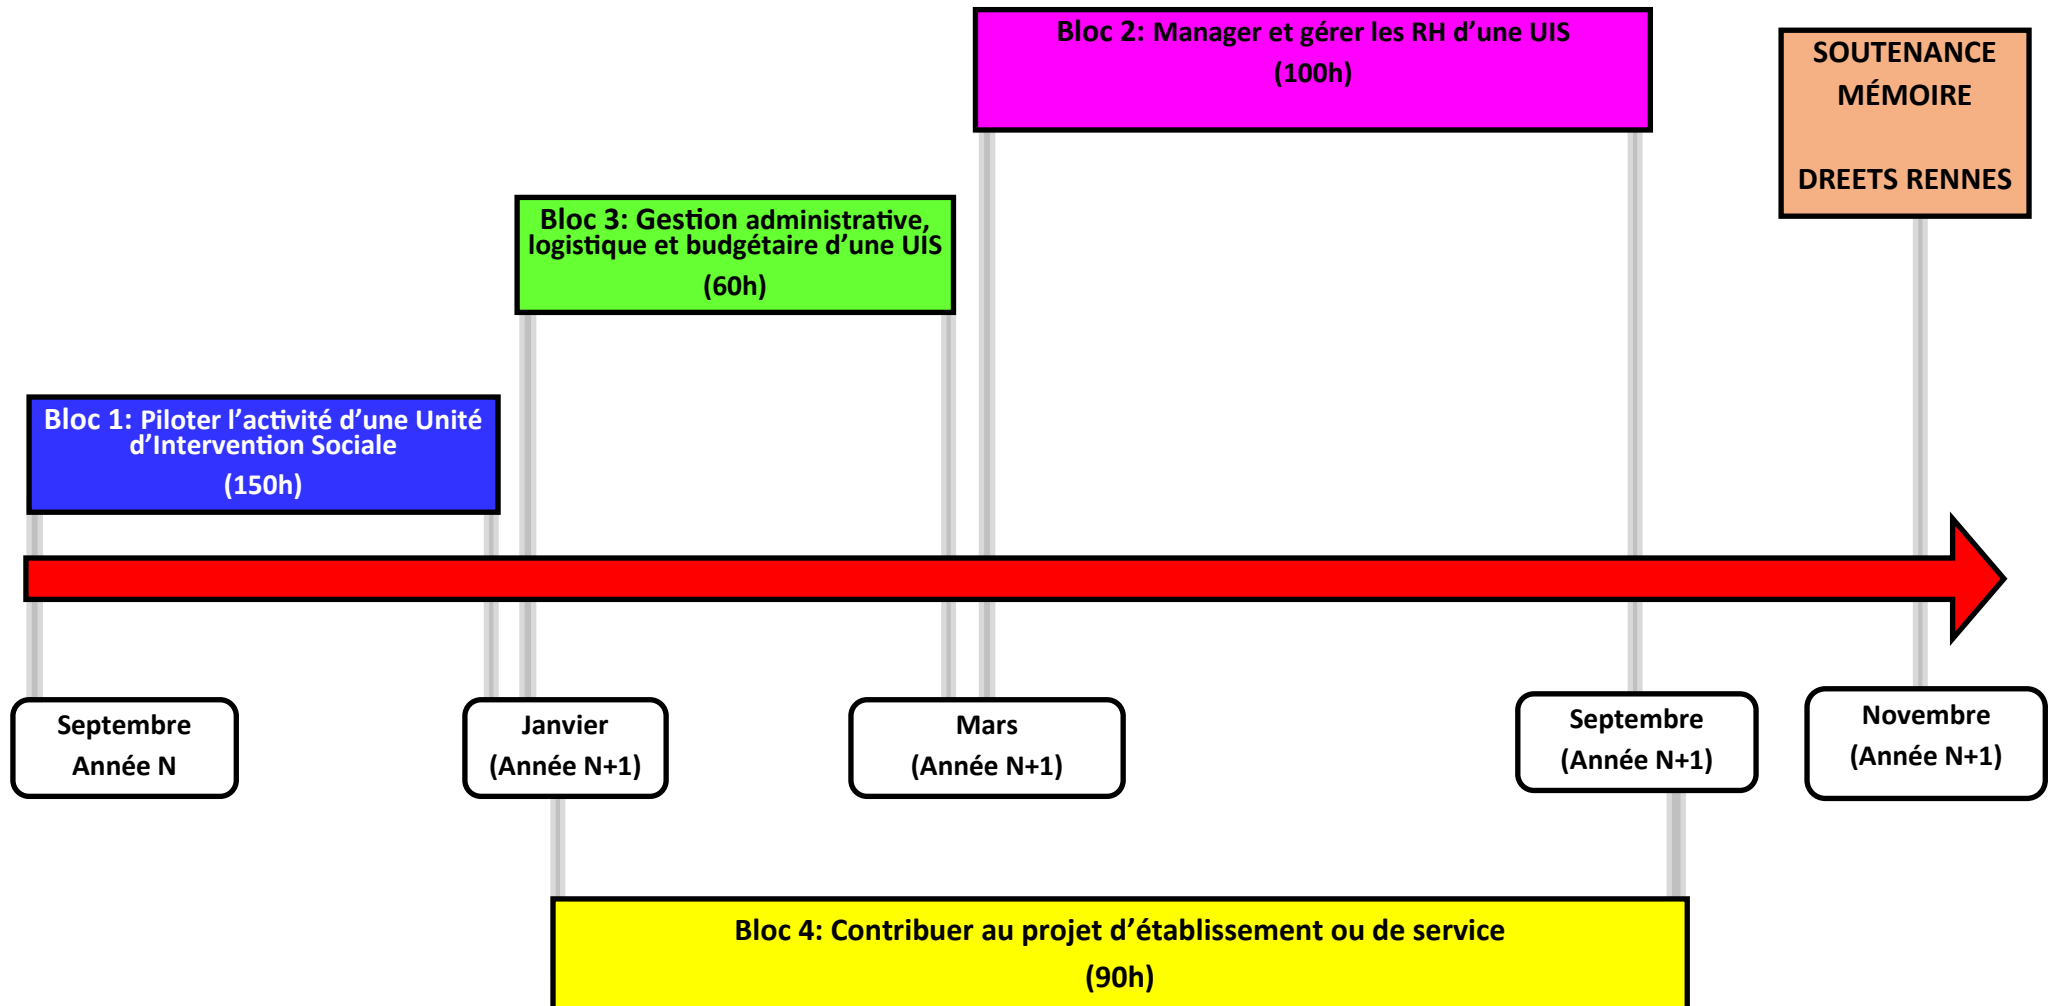 Bloc 2: Manager et gérer les RH d’une UIS
(100h)
SOUTENANCE
MÉMOIRE
DREETS RENNES
Bloc 3: Gestion administrative,
logistique et budgétaire d’une UIS
(60h)
Bloc 1: Piloter l’activité d’une Unité
d’Intervention Sociale
(150h)
Septembre
Année N
Janvier
(Année N+1)
Mars
(Année N+1)
Septembre
(Année N+1)
Novembre
(Année N+1)
Bloc 4: Contribuer au projet d’établissement ou de service
(90h)